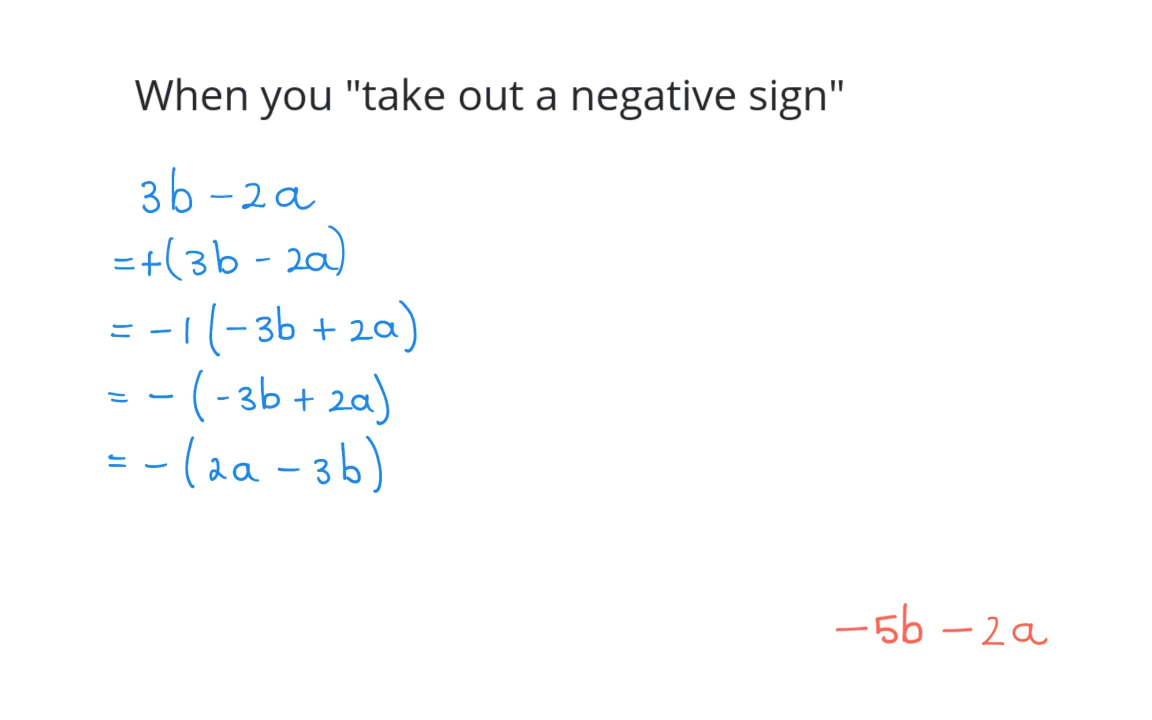 When you "take out a negative sign"
3b - 2a
= +(3b - 2a)
= -1(-3b + 2a)
= -(-3b + 2a)
= -(2a - 3b)
-5b - 2a